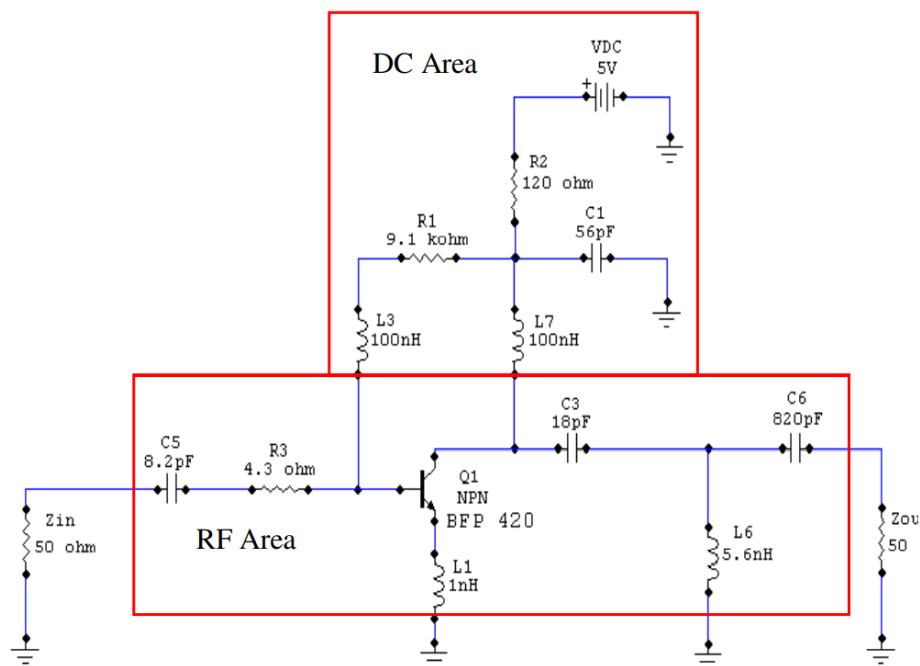 DC Area
VDC
5V
+
R2
120 ohm
C1
56pF
R1
9.1 kohm
L3
100nH
L7
100nH
C3
18pF
C6
820pF
C5
8.2pF
R3
4.3 ohm
Q1
NPN
BFP 420
Zin
50 ohm
RF Area
L1
1nH
L6
5.6nH
Zou
50